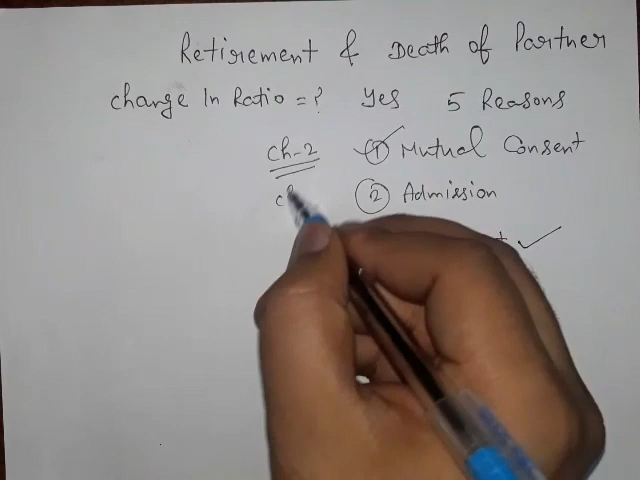 Retirement & Death of Partner
change In Ratio = ? Yes 5 Reasons
ch-2 ① Mutual Consent
② Admission